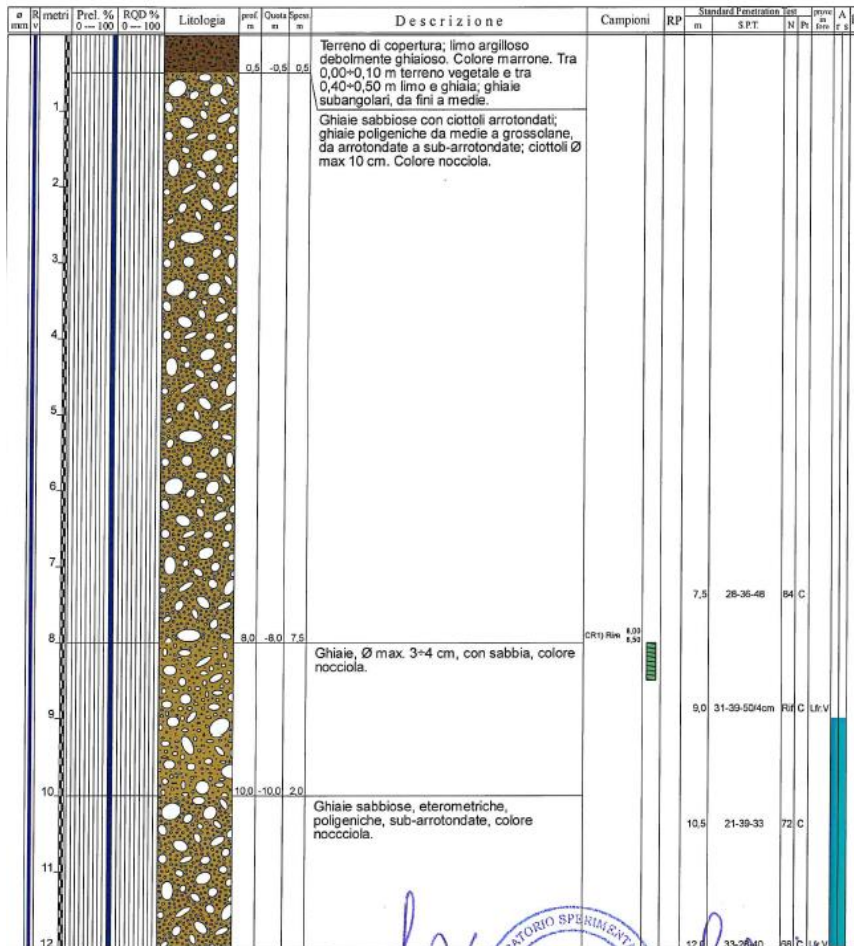 ø mm
R v
metri
Prel. % 0 --- 100
RQD % 0 --- 100
Litologia
prof. m
Quota m
Spess. m
Descrizione
Campioni
RP
Standard Penetration Test
m
S.P.T.
N
Pt
prove in foro
A r s
Terreno di copertura; limo argilloso
debolmente ghiaioso. Colore marrone. Tra
0,00÷0,10 m terreno vegetale e tra
0,40÷0,50 m limo e ghiaia; ghiaie
subangolari, da fini a medie.
0,5 -0,5 0,5
1
Ghiaie sabbiose con ciottoli arrotondati;
ghiaie poligeniche da medie a grossolane,
da arrotondate a sub-arrotondate; ciottoli Ø
max 10 cm. Colore nocciola.
2
3
4
5
6
7
7,5 28-36-48 84 C
8
8,0 -8,0 7,5
CR1) Rim 8,00
8,50
Ghiaie, Ø max. 3÷4 cm, con sabbia, colore
nocciola.
9
9,0 31-39-50/4cm Rif C Lfr.V
10
10,0 -10,0 2,0
Ghiaie sabbiose, eterometriche,
poligeniche, sub-arrotondate, colore
noccciola.
10,5 21-39-33 72 C
11
12